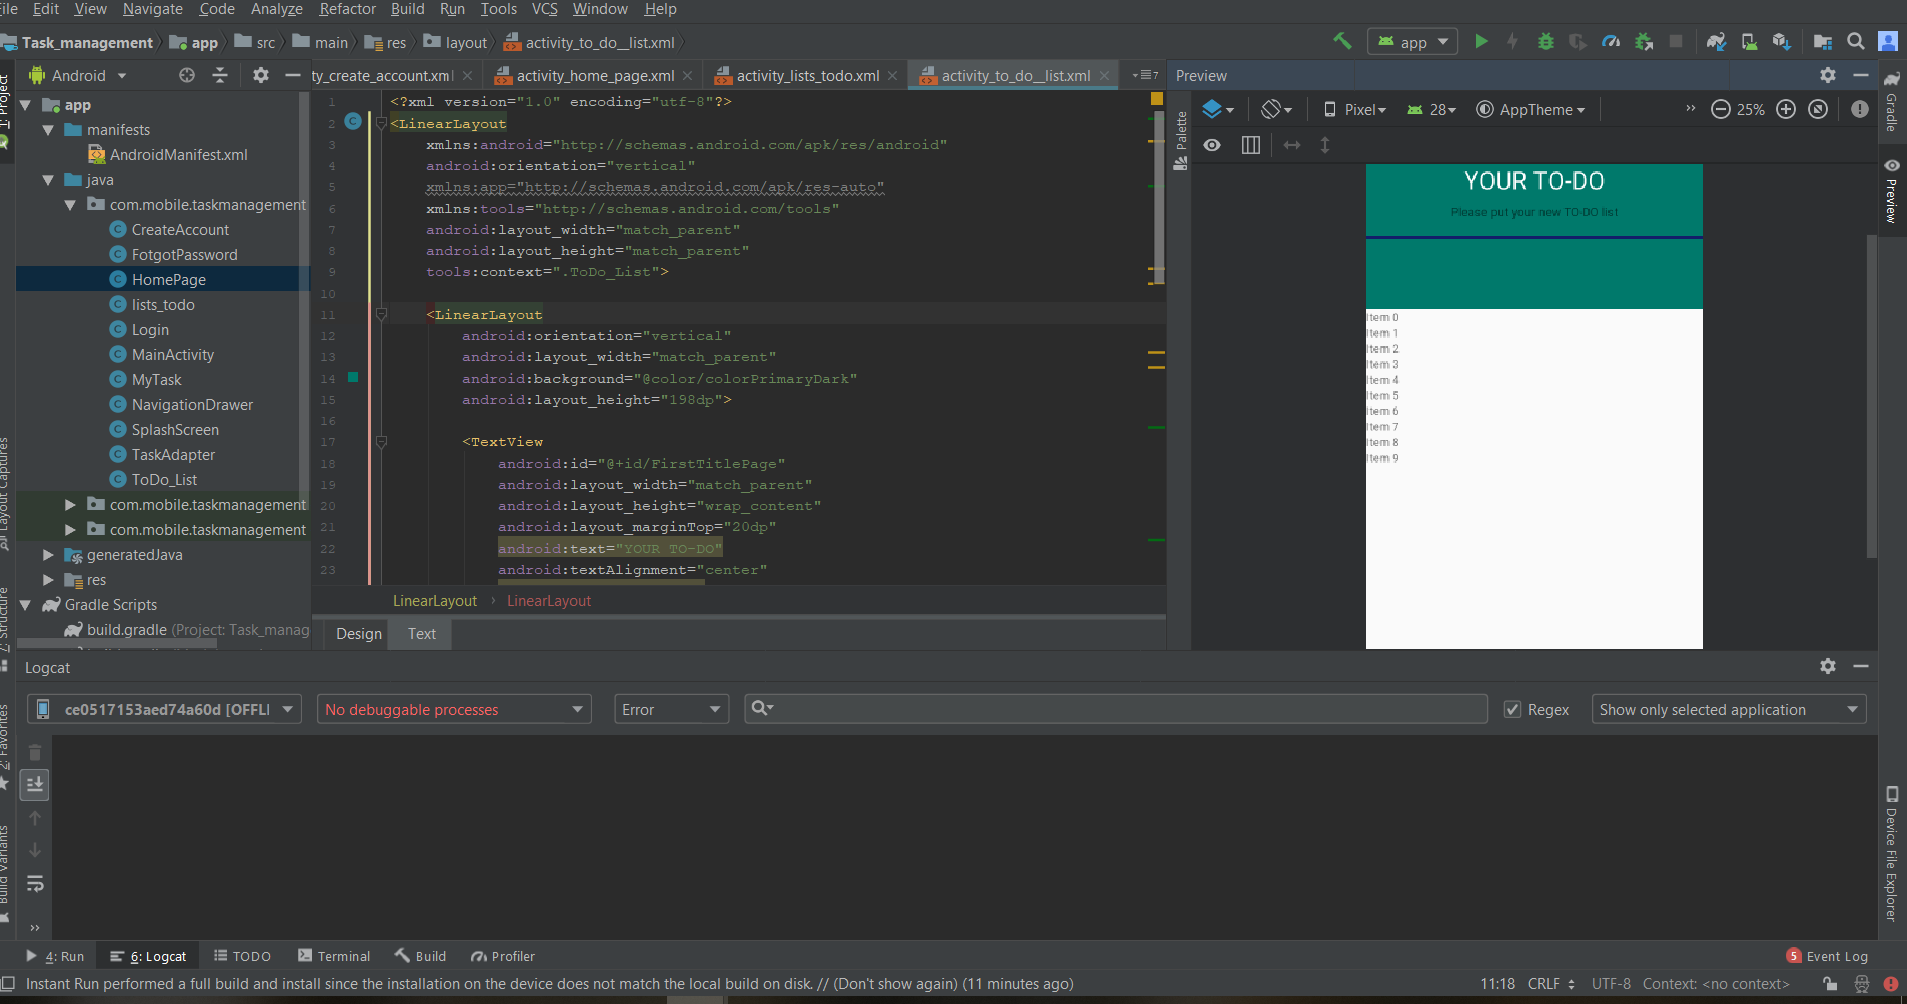 File Edit View Navigate Code Analyze Refactor Build Run Tools VCS Window Help
Task_management app src main res layout activity_to_do__list.xml
app
Android
ty_create_account.xml activity_home_page.xml activity_lists_todo.xml activity_to_do__list.xml 7
Preview
1: Project
app
manifests
AndroidManifest.xml
java
com.mobile.taskmanagement
CreateAccount
FotgotPassword
HomePage
lists_todo
Login
MainActivity
MyTask
NavigationDrawer
SplashScreen
TaskAdapter
ToDo_List
com.mobile.taskmanagement
com.mobile.taskmanagement
generatedJava
res
Gradle Scripts
build.gradle (Project: Task_manag
Layout Captures
7: Structure
2: Favorites
Build Variants
1 <?xml version="1.0" encoding="utf-8"?>
2 <LinearLayout
3 xmlns:android="http://schemas.android.com/apk/res/android"
4 android:orientation="vertical"
5 xmlns:app="http://schemas.android.com/apk/res-auto"
6 xmlns:tools="http://schemas.android.com/tools"
7 android:layout_width="match_parent"
8 android:layout_height="match_parent"
9 tools:context=".ToDo_List">
10
11 <LinearLayout
12 android:orientation="vertical"
13 android:layout_width="match_parent"
14 android:background="@color/colorPrimaryDark"
15 android:layout_height="198dp">
16
17 <TextView
18 android:id="@+id/FirstTitlePage"
19 android:layout_width="match_parent"
20 android:layout_height="wrap_content"
21 android:layout_marginTop="20dp"
22 android:text="YOUR TO-DO"
23 android:textAlignment="center"
LinearLayout › LinearLayout
Design Text
Palette
Pixel 28 AppTheme 25%
YOUR TO-DO
Please put your new TO-DO list
Item 0
Item 1
Item 2
Item 3
Item 4
Item 5
Item 6
Item 7
Item 8
Item 9
Gradle
Preview
Device File Explorer
Logcat
ce0517153aed74a60d [OFFLI No debuggable processes Error Regex Show only selected application
4: Run 6: Logcat TODO Terminal Build Profiler 5 Event Log
Instant Run performed a full build and install since the installation on the device does not match the local build on disk. // (Don't show again) (11 minutes ago) 11:18 CRLF UTF-8 Context: <no context>